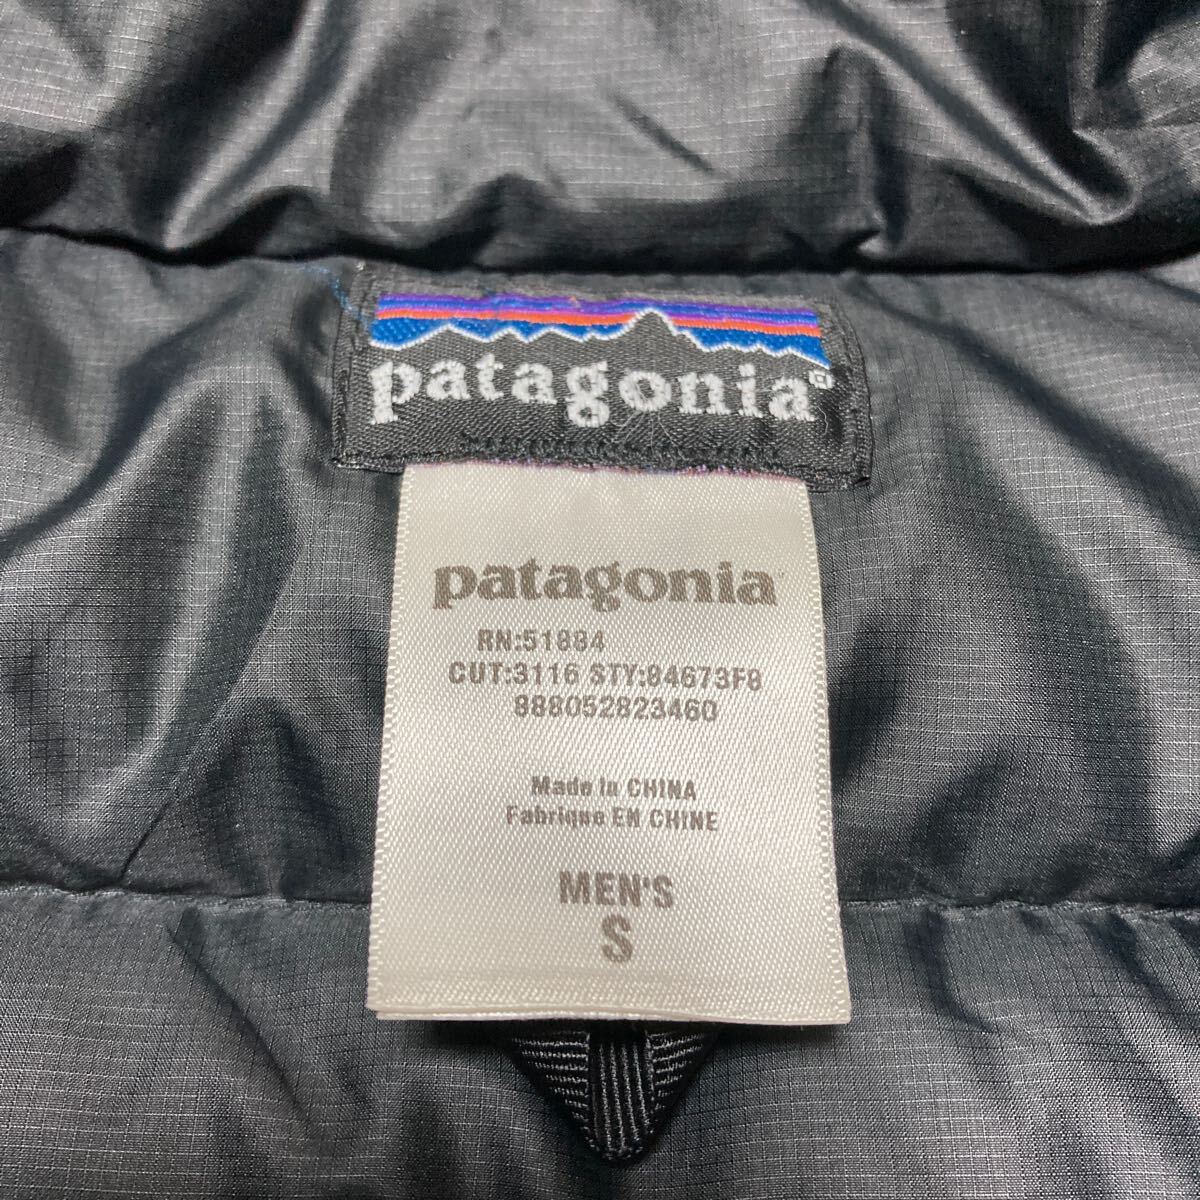 patagonia®
patagonia
RN:51884
CUT:3116 STY:84673F8
888052823460
Made in CHINA
Fabrique EN CHINE
MEN'S
S